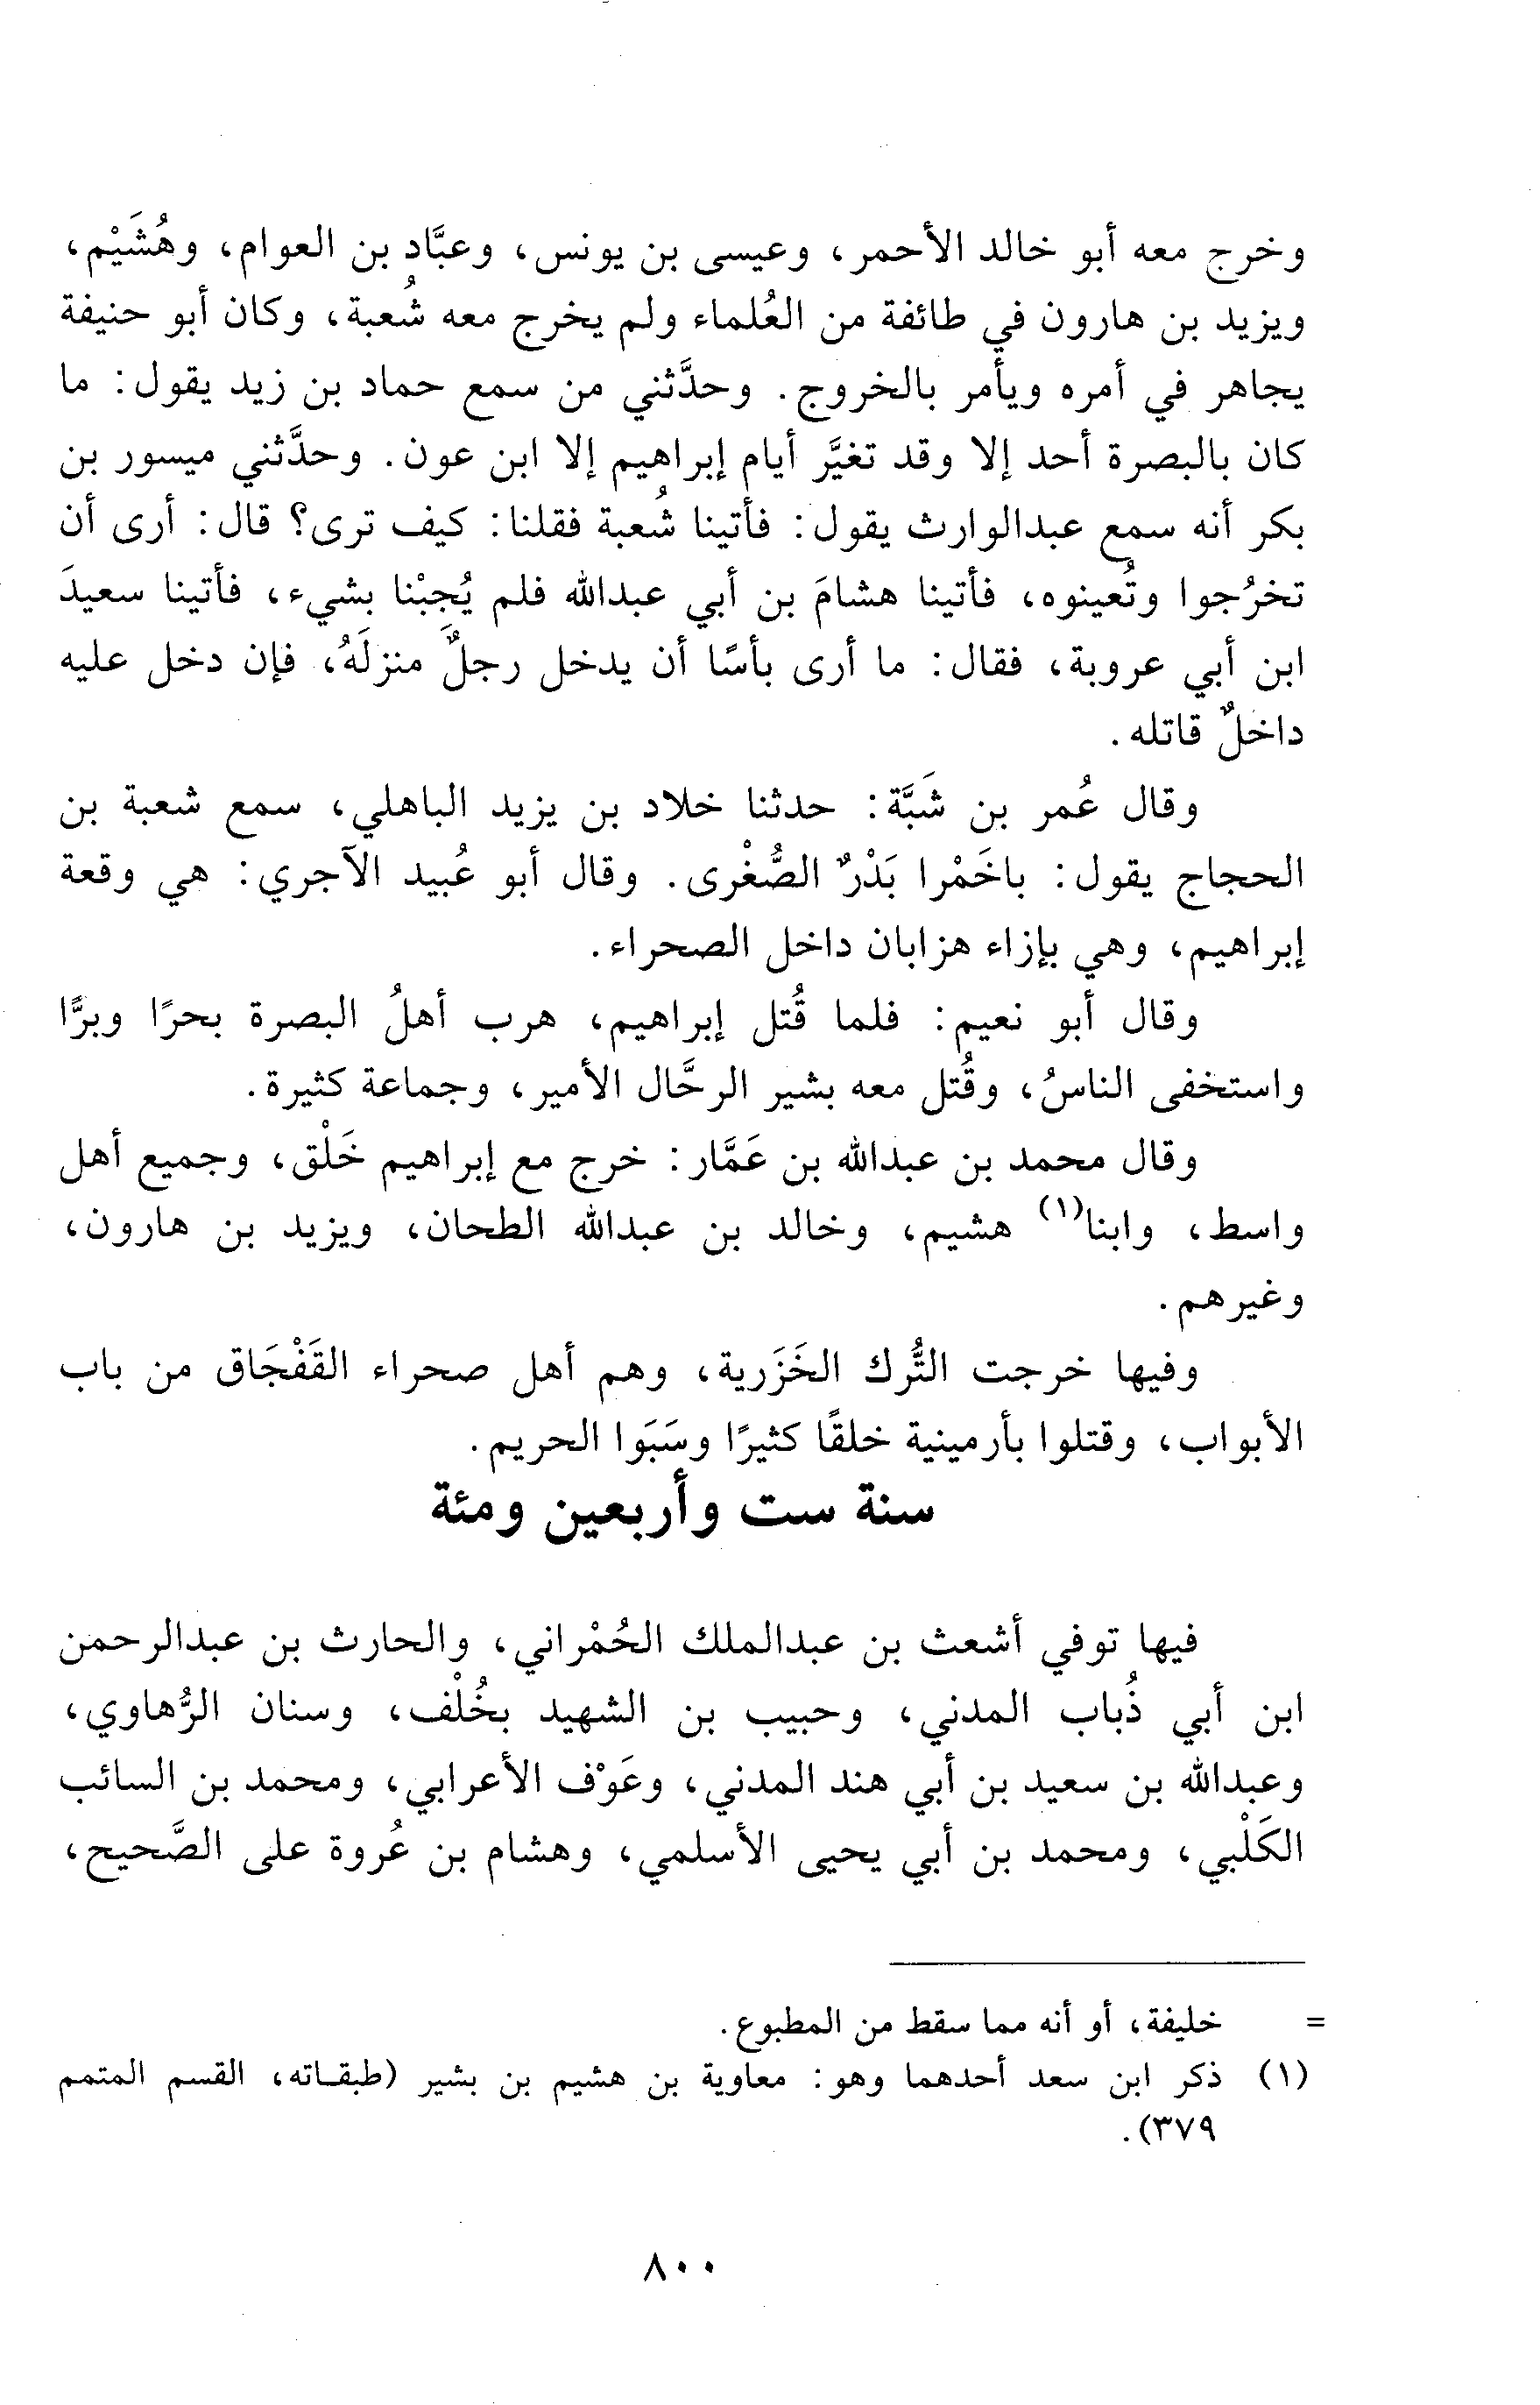 وخرج معه أبو خالد الأحمر، وعيسى بن يونس، وعبَّاد بن العوام، وهُشَيْم،
ويزيد بن هارون في طائفة من العُلماء ولم يخرج معه شُعبة، وكان أبو حنيفة
يجاهر في أمره ويأمر بالخروج. وحدَّثني من سمع حماد بن زيد يقول: ما
كان بالبصرة أحد إلا وقد تغيَّر أيام إبراهيم إلا ابن عون. وحدَّثني ميسور بن
بكر أنه سمع عبدالوارث يقول: فأتينا شُعبة فقلنا: كيف ترى؟ قال: أرى أن
تخرُجوا وتُعينوه، فأتينا هشامَ بن أبي عبدالله فلم يُجِبْنا بشيء، فأتينا سعيدَ
ابن أبي عروبة، فقال: ما أرى بأسًا أن يدخل رجلٌ منزلَهُ، فإن دخل عليه
داخلٌ قاتله.
وقال عُمر بن شَبَّة: حدثنا خلاد بن يزيد الباهلي، سمع شعبة بن
الحجاج يقول: باخَمْرا بَدْرٌ الصُّغْرى. وقال أبو عُبيد الآجري: هي وقعة
إبراهيم، وهي بإزاء هزابان داخل الصحراء.
وقال أبو نعيم: فلما قُتل إبراهيم، هرب أهلُ البصرة بحرًا وبرًّا
واستخفى الناسُ، وقُتل معه بشير الرحَّال الأمير، وجماعة كثيرة.
وقال محمد بن عبدالله بن عَمَّار: خرج مع إبراهيم خَلْق، وجميع أهل
واسط، وابنا(١) هشيم، وخالد بن عبدالله الطحان، ويزيد بن هارون،
وغيرهم.
وفيها خرجت التُّرك الخَزَرية، وهم أهل صحراء القَفْجَاق من باب
الأبواب، وقتلوا بأرمينية خلقًا كثيرًا وسَبَوا الحريم.
سنة ست وأربعين ومئة
فيها توفي أشعث بن عبدالملك الحُمْراني، والحارث بن عبدالرحمن
ابن أبي ذُباب المدني، وحبيب بن الشهيد بخُلْف، وسنان الرُّهاوي،
وعبدالله بن سعيد بن أبي هند المدني، وعَوْف الأعرابي، ومحمد بن السائب
الكَلْبي، ومحمد بن أبي يحيى الأسلمي، وهشام بن عُروة على الصَّحيح،
= خليفة، أو أنه مما سقط من المطبوع.
(١) ذكر ابن سعد أحدهما وهو: معاوية بن هشيم بن بشير (طبقاته، القسم المتمم
٣٧٩).
٨٠٠